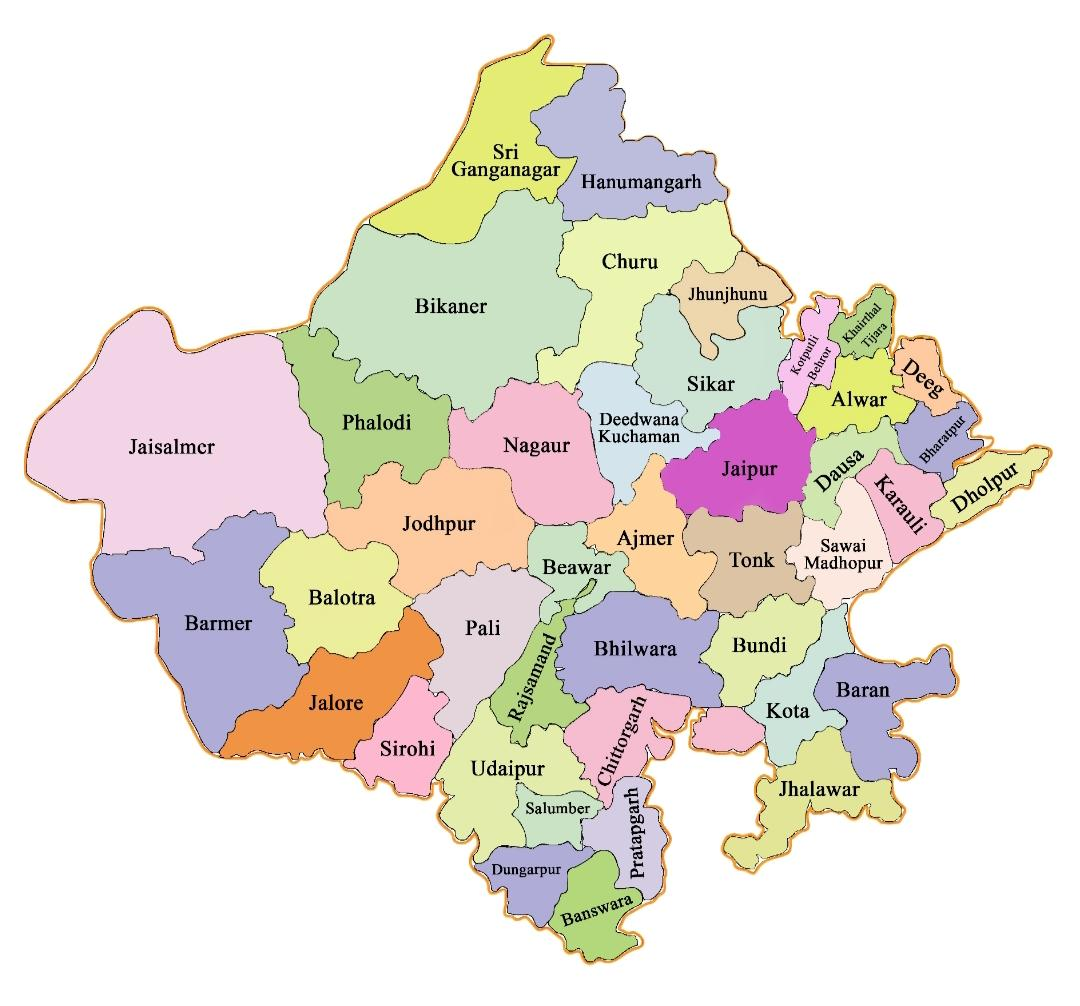 Sri
Ganganagar
Hanumangarh
Churu
Jhunjhunu
Bikaner
Khairthal
Tijara
Kotputli
Behror
Sikar
Deeg
Alwar
Phalodi
Deedwana
Kuchaman
Bharatpur
Jaisalmer
Nagaur
Jaipur
Dausa
Karauli
Dholpur
Jodhpur
Ajmer
Sawai
Madhopur
Tonk
Beawar
Balotra
Barmer
Pali
Bhilwara
Bundi
Rajsamand
Baran
Jalore
Kota
Chittorgarh
Sirohi
Udaipur
Jhalawar
Salumber
Pratapgarh
Dungarpur
Banswara